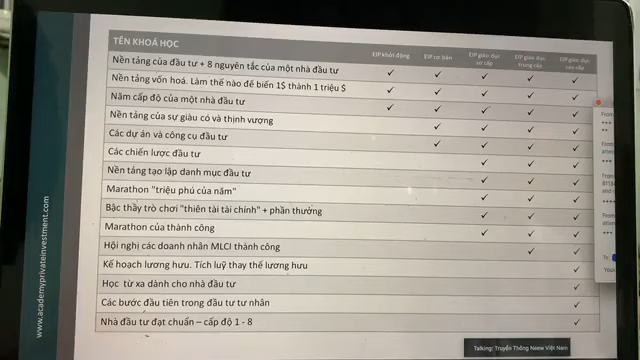 TÊN KHOÁ HỌC
EIP khởi động
EIP cơ bản
EIP giáo dục sơ cấp
EIP giáo dục trung cấp
EIP giáo dục cao cấp
Nền tảng của đầu tư + 8 nguyên tắc của một nhà đầu tư
Nền tảng vốn hoá. Làm thế nào để biến 1$ thành 1 triệu $
Năm cấp độ của một nhà đầu tư
Nền tảng của sự giàu có và thịnh vượng
Các dự án và công cụ đầu tư
Các chiến lược đầu tư
Nền tảng tạo lập danh mục đầu tư
Marathon "triệu phú của năm"
Bậc thầy trò chơi "thiên tài tài chính" + phần thưởng
Marathon của thành công
Hội nghị các doanh nhân MLCI thành công
Kế hoạch lương hưu. Tích luỹ thay thế lương hưu
Học từ xa dành cho nhà đầu tư
Các bước đầu tiên trong đầu tư tư nhân
Nhà đầu tư đạt chuẩn – cấp độ 1 - 8
www.academyprivateinvestment.com
Talking: Truyền Thông Neew Việt Nam